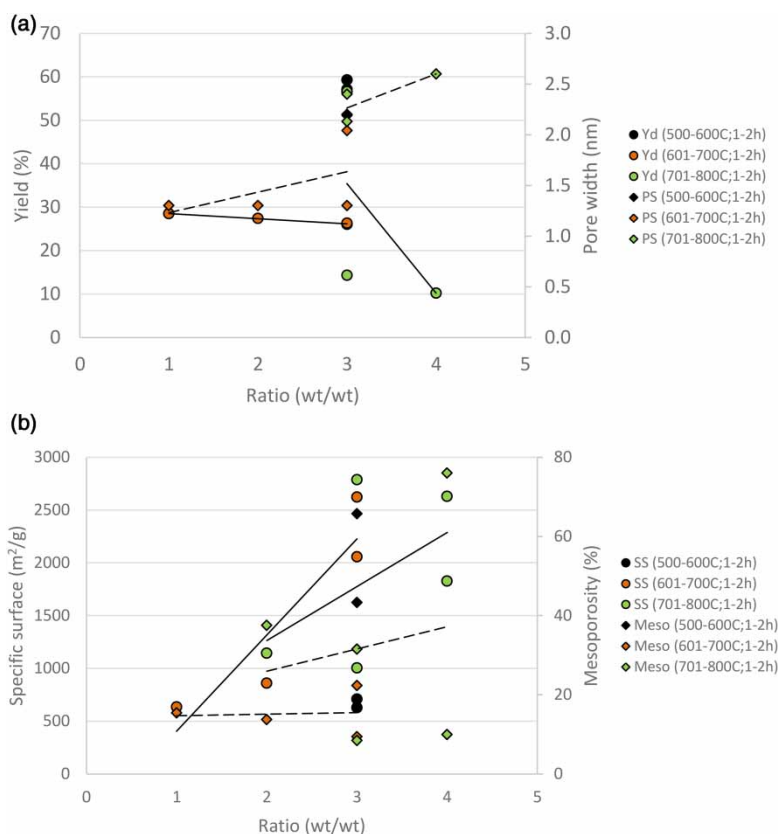 (a)
70
60
50
40
30
20
10
0
Yield (%)
3.0
2.5
2.0
1.5
1.0
0.5
0.0
Pore width (nm)
0
1
2
3
4
5
Ratio (wt/wt)
Yd (500-600C;1-2h)
Yd (601-700C;1-2h)
Yd (701-800C;1-2h)
PS (500-600C;1-2h)
PS (601-700C;1-2h)
PS (701-800C;1-2h)
(b)
3000
2500
2000
1500
1000
500
0
Specific surface (m²/g)
80
60
40
20
0
Mesoporosity (%)
0
1
2
3
4
5
Ratio (wt/wt)
SS (500-600C;1-2h)
SS (601-700C;1-2h)
SS (701-800C;1-2h)
Meso (500-600C;1-2h)
Meso (601-700C;1-2h)
Meso (701-800C;1-2h)